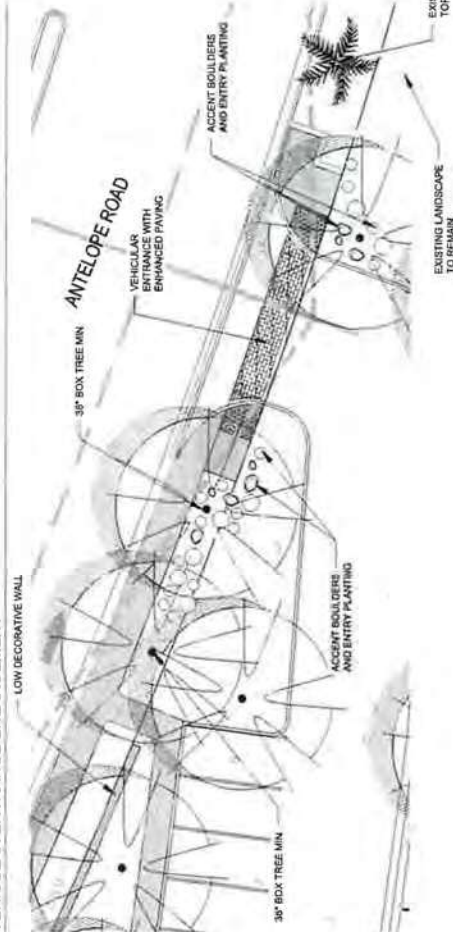 LOW DECORATIVE WALL
36" BOX TREE MIN
ANTELOPE ROAD
VEHICULAR
ENTRANCE WITH
ENHANCED PAVING
ACCENT BOULDERS
AND ENTRY PLANTING
36" BOX TREE MIN
ACCENT BOULDERS
AND ENTRY PLANTING
EXISTING LANDSCAPE
TO REMAIN